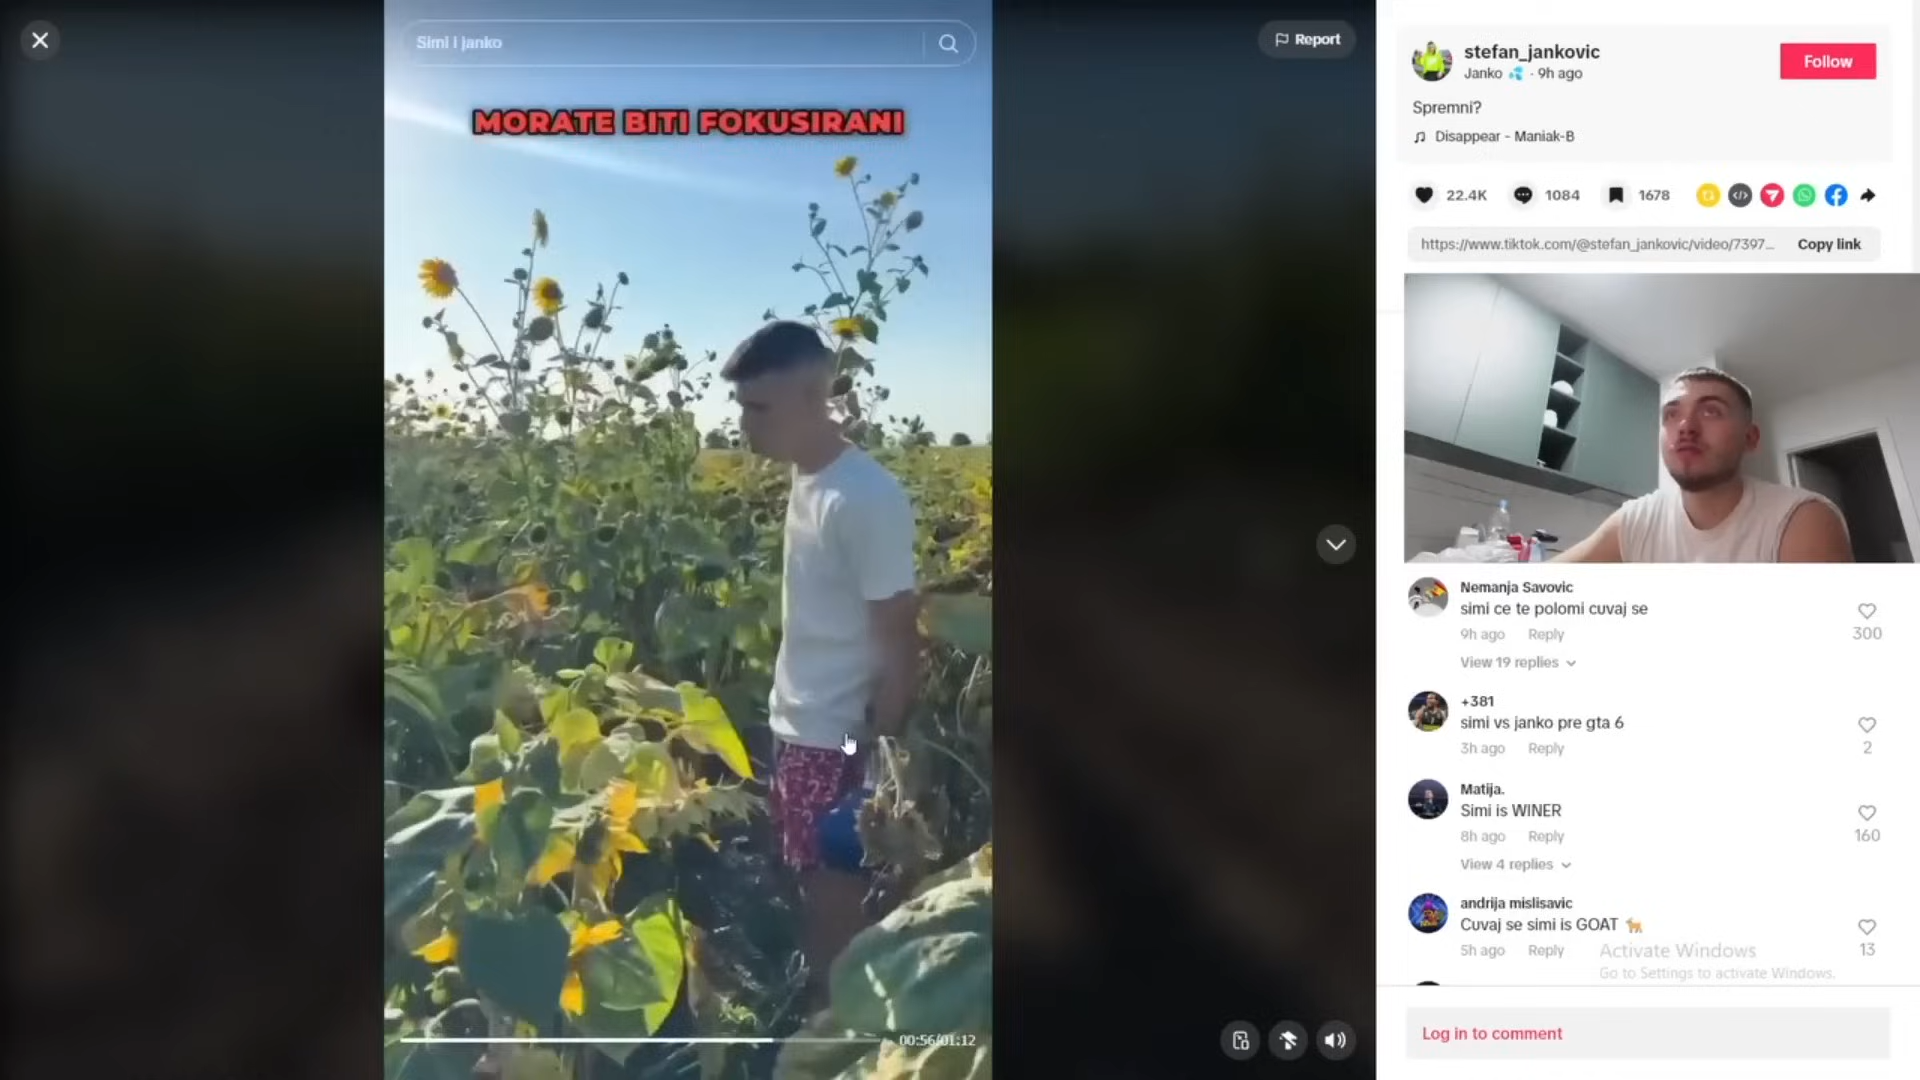 Simi i janko
Report
MORATE BITI FOKUSIRANI
00:56/01:12
stefan_jankovic
Janko 💦 · 9h ago
Follow
Spremni?
Disappear - Maniak-B
22.4K
1084
1678
https://www.tiktok.com/@stefan_jankovic/video/7397...
Copy link
Nemanja Savovic
simi ce te polomi cuvaj se
300
9h ago Reply
View 19 replies
+381
simi vs janko pre gta 6
2
3h ago Reply
Matija.
Simi is WINER
160
8h ago Reply
View 4 replies
andrija mislisavic
Cuvaj se simi is GOAT 🐐
13
5h ago Reply
Activate Windows
Go to Settings to activate Windows.
Log in to comment